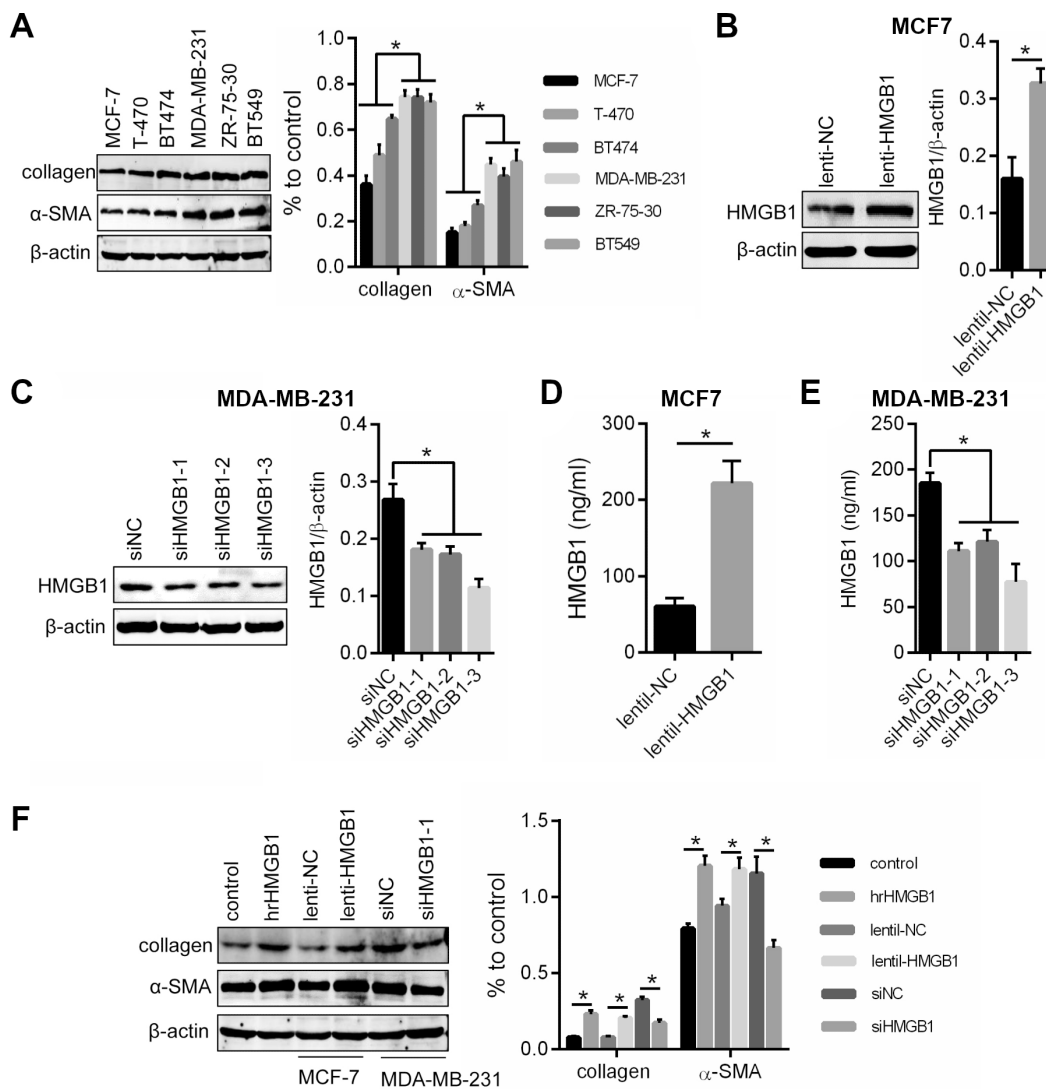 A
MCF-7
T-470
BT474
MDA-MB-231
ZR-75-30
BT549
collagen
α-SMA
β-actin
% to control
1.0
0.8
0.6
0.4
0.2
0.0
*
*
collagen
α-SMA
MCF-7
T-470
BT474
MDA-MB-231
ZR-75-30
BT549
B
MCF7
lenti-NC
lenti-HMGB1
HMGB1
β-actin
HMGB1/β-actin
0.4
0.3
0.2
0.1
0.0
*
lentil-NC
lentil-HMGB1
C
MDA-MB-231
siNC
siHMGB1-1
siHMGB1-2
siHMGB1-3
HMGB1
β-actin
HMGB1/β-actin
0.4
0.3
0.2
0.1
0.0
*
siNC
siHMGB1-1
siHMGB1-2
siHMGB1-3
D
MCF7
HMGB1 (ng/ml)
300
200
100
0
*
lentil-NC
lentil-HMGB1
E
MDA-MB-231
HMGB1 (ng/ml)
250
200
150
100
50
0
*
siNC
siHMGB1-1
siHMGB1-2
siHMGB1-3
F
control
hrHMGB1
lenti-NC
lenti-HMGB1
siNC
siHMGB1-1
collagen
α-SMA
β-actin
MCF-7
MDA-MB-231
% to control
1.5
1.0
0.5
0.0
*
*
*
*
*
*
collagen
α-SMA
control
hrHMGB1
lentil-NC
lentil-HMGB1
siNC
siHMGB1